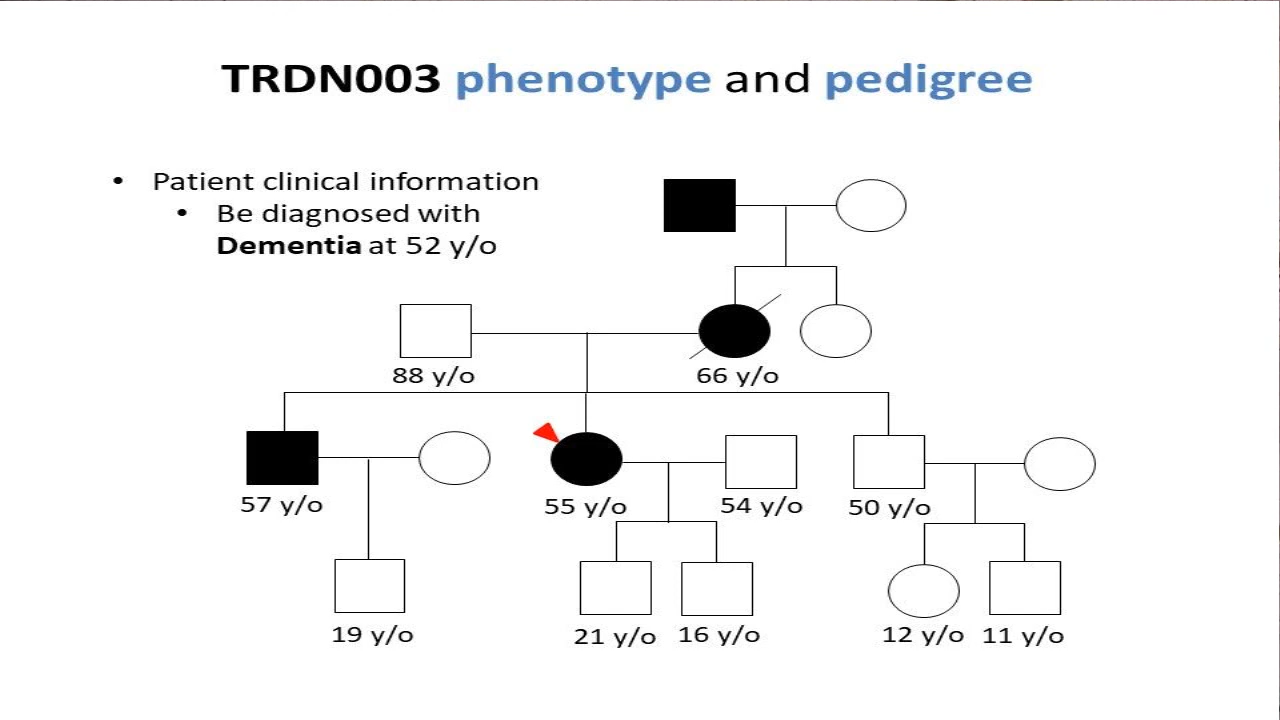 TRDN003 phenotype and pedigree
• Patient clinical information
• Be diagnosed with
Dementia at 52 y/o
88 y/o
66 y/o
57 y/o
55 y/o
54 y/o
50 y/o
19 y/o
21 y/o
16 y/o
12 y/o
11 y/o